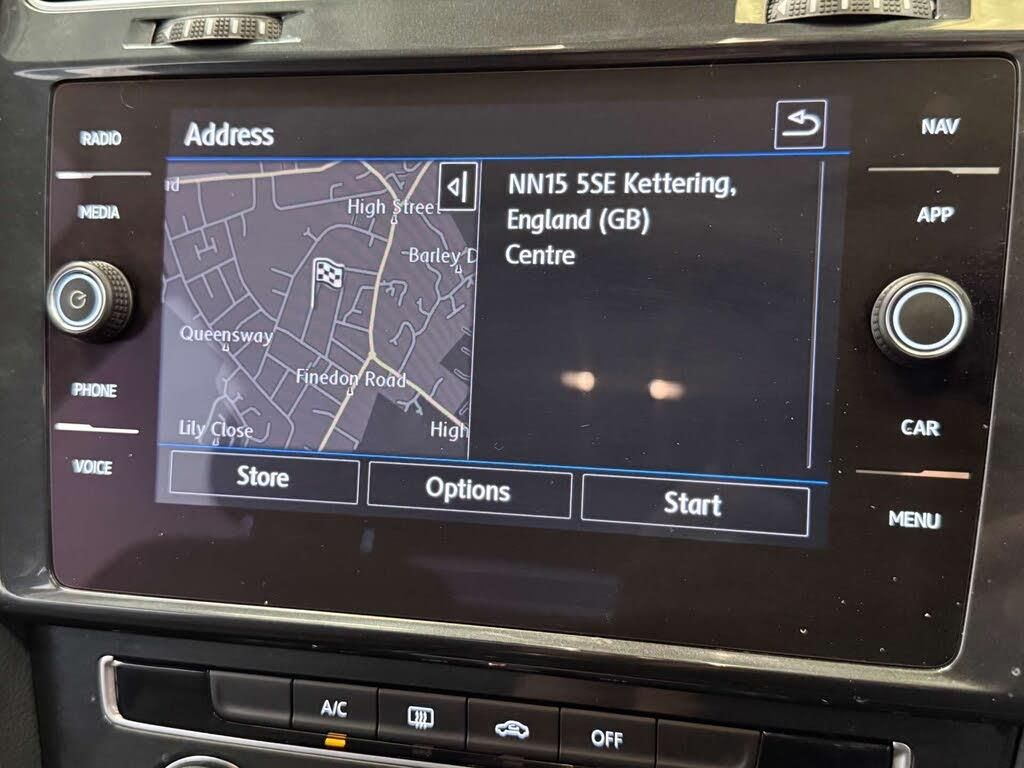 Address
RADIO
MEDIA
PHONE
VOICE
NAV
APP
CAR
MENU
High Street
Barley D
Queensway
Finedon Road
Lily Close
High
NN15 5SE Kettering,
England (GB)
Centre
Store
Options
Start
A/C
OFF